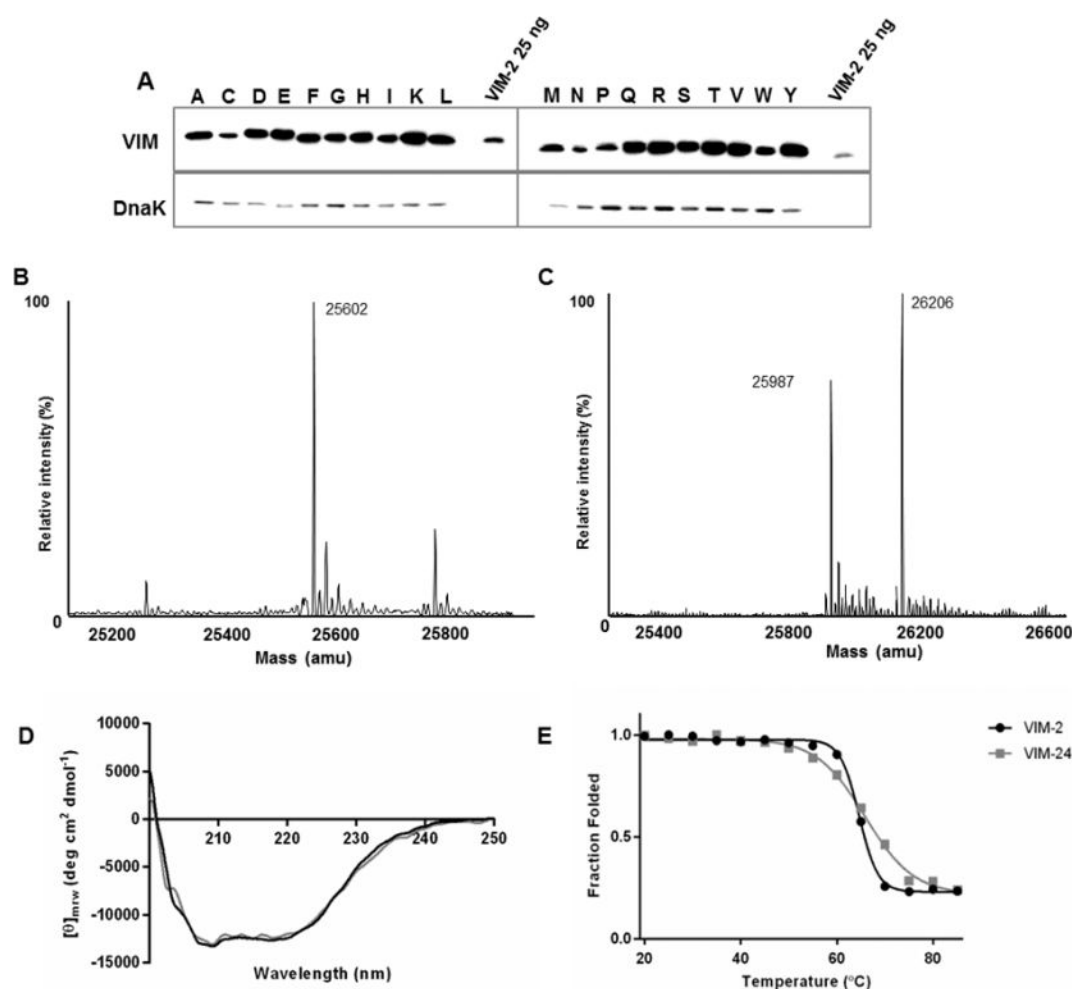 A
A C D E F G H I K L VIM-2 25 ng M N P Q R S T V W Y VIM-2 25 ng
VIM
DnaK
B
100
25602
Relative intensity (%)
0
25200 25400 25600 25800
Mass (amu)
C
100
26206
25987
Relative intensity (%)
0
25400 25800 26200 26600
Mass (amu)
D
10000
5000
0
-5000
-10000
-15000
210 220 230 240 250
[θ]mrw (deg cm² dmol⁻¹)
Wavelength (nm)
E
1.0
0.5
0.0
Fraction Folded
20 40 60 80
Temperature (°C)
VIM-2
VIM-24